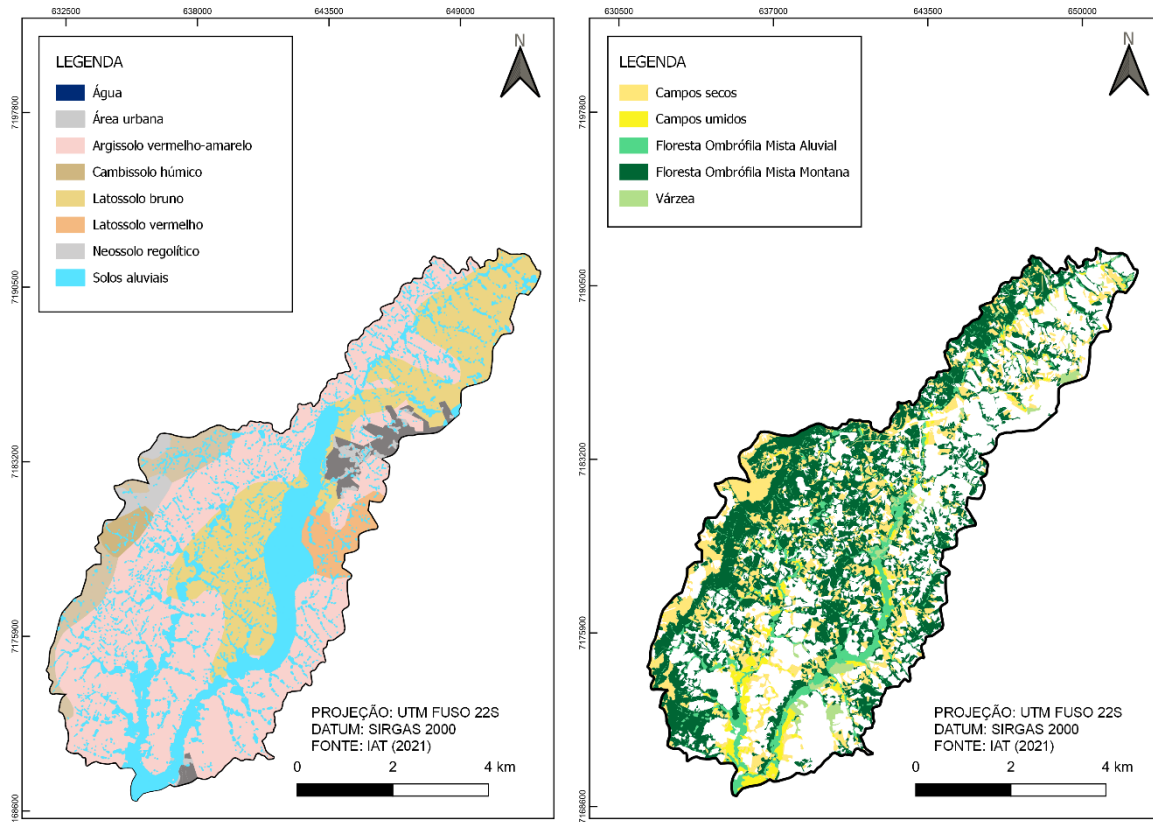 632500 638000 643500 649000
N
LEGENDA
Água
Área urbana
Argissolo vermelho-amarelo
Cambissolo húmico
Latossolo bruno
Latossolo vermelho
Neossolo regolítico
Solos aluviais
7197800
7190500
7183200
7175900
7168600
PROJEÇÃO: UTM FUSO 22S
DATUM: SIRGAS 2000
FONTE: IAT (2021)
0 2 4 km
630500 637000 643500 650000
N
LEGENDA
Campos secos
Campos umidos
Floresta Ombrófila Mista Aluvial
Floresta Ombrófila Mista Montana
Várzea
7197800
7190500
7183200
7175900
7168600
PROJEÇÃO: UTM FUSO 22S
DATUM: SIRGAS 2000
FONTE: IAT (2021)
0 2 4 km